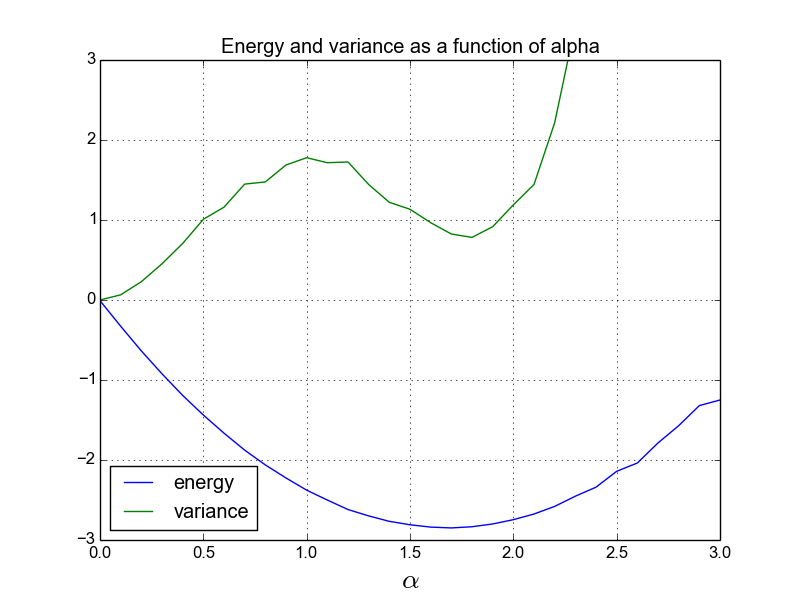 Energy and variance as a function of alpha
3
2
1
0
−1
−2
−3
energy
variance
0.0 0.5 1.0 1.5 2.0 2.5 3.0
α